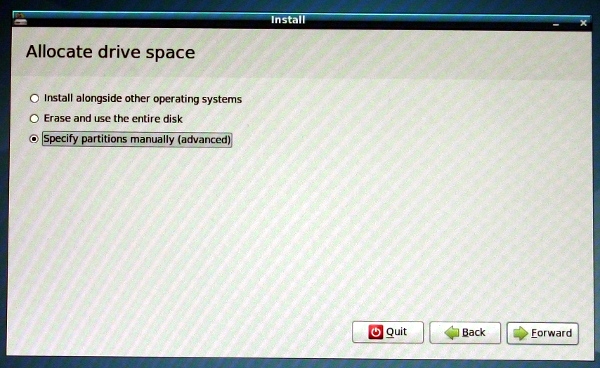 Install
Allocate drive space
Install alongside other operating systems
Erase and use the entire disk
Specify partitions manually (advanced)
Quit
Back
Forward